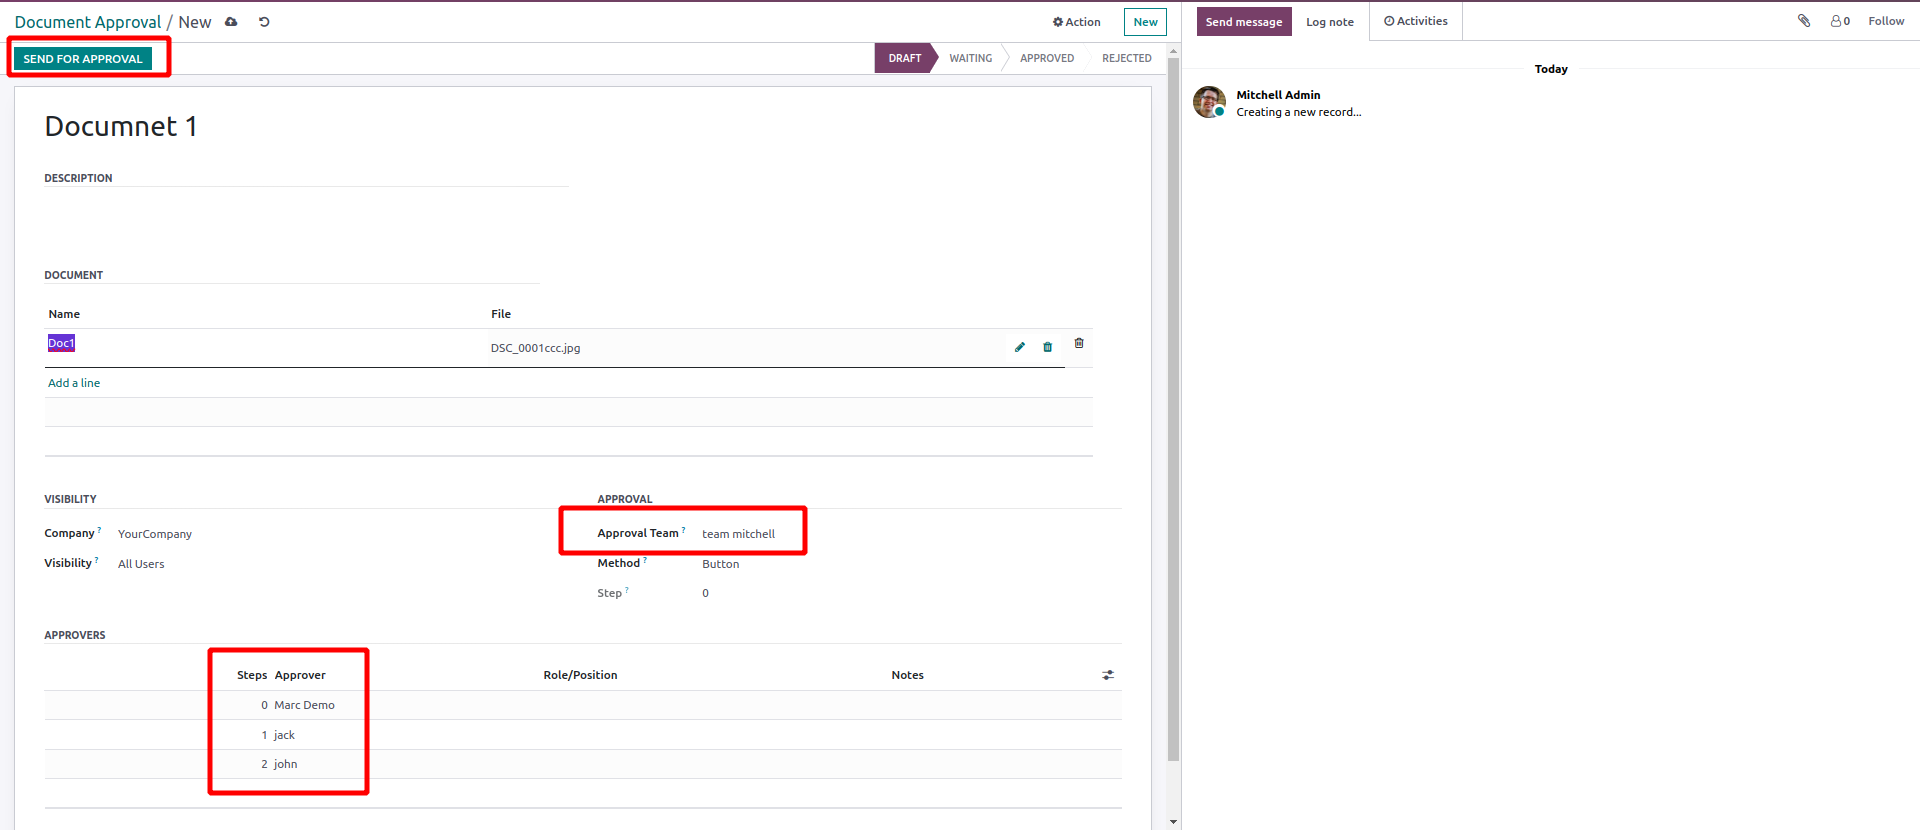 Document Approval / New
Action
New
SEND FOR APPROVAL
DRAFT
WAITING
APPROVED
REJECTED
Documnet 1
DESCRIPTION
DOCUMENT
Name File
Doc1 DSC_0001ccc.jpg
Add a line
VISIBILITY
Company ? YourCompany
Visibility ? All Users
APPROVAL
Approval Team ? team mitchell
Method ? Button
Step ? 0
APPROVERS
Steps Approver Role/Position Notes
0 Marc Demo
1 jack
2 john
Send message
Log note
Activities
0
Follow
Today
Mitchell Admin
Creating a new record...